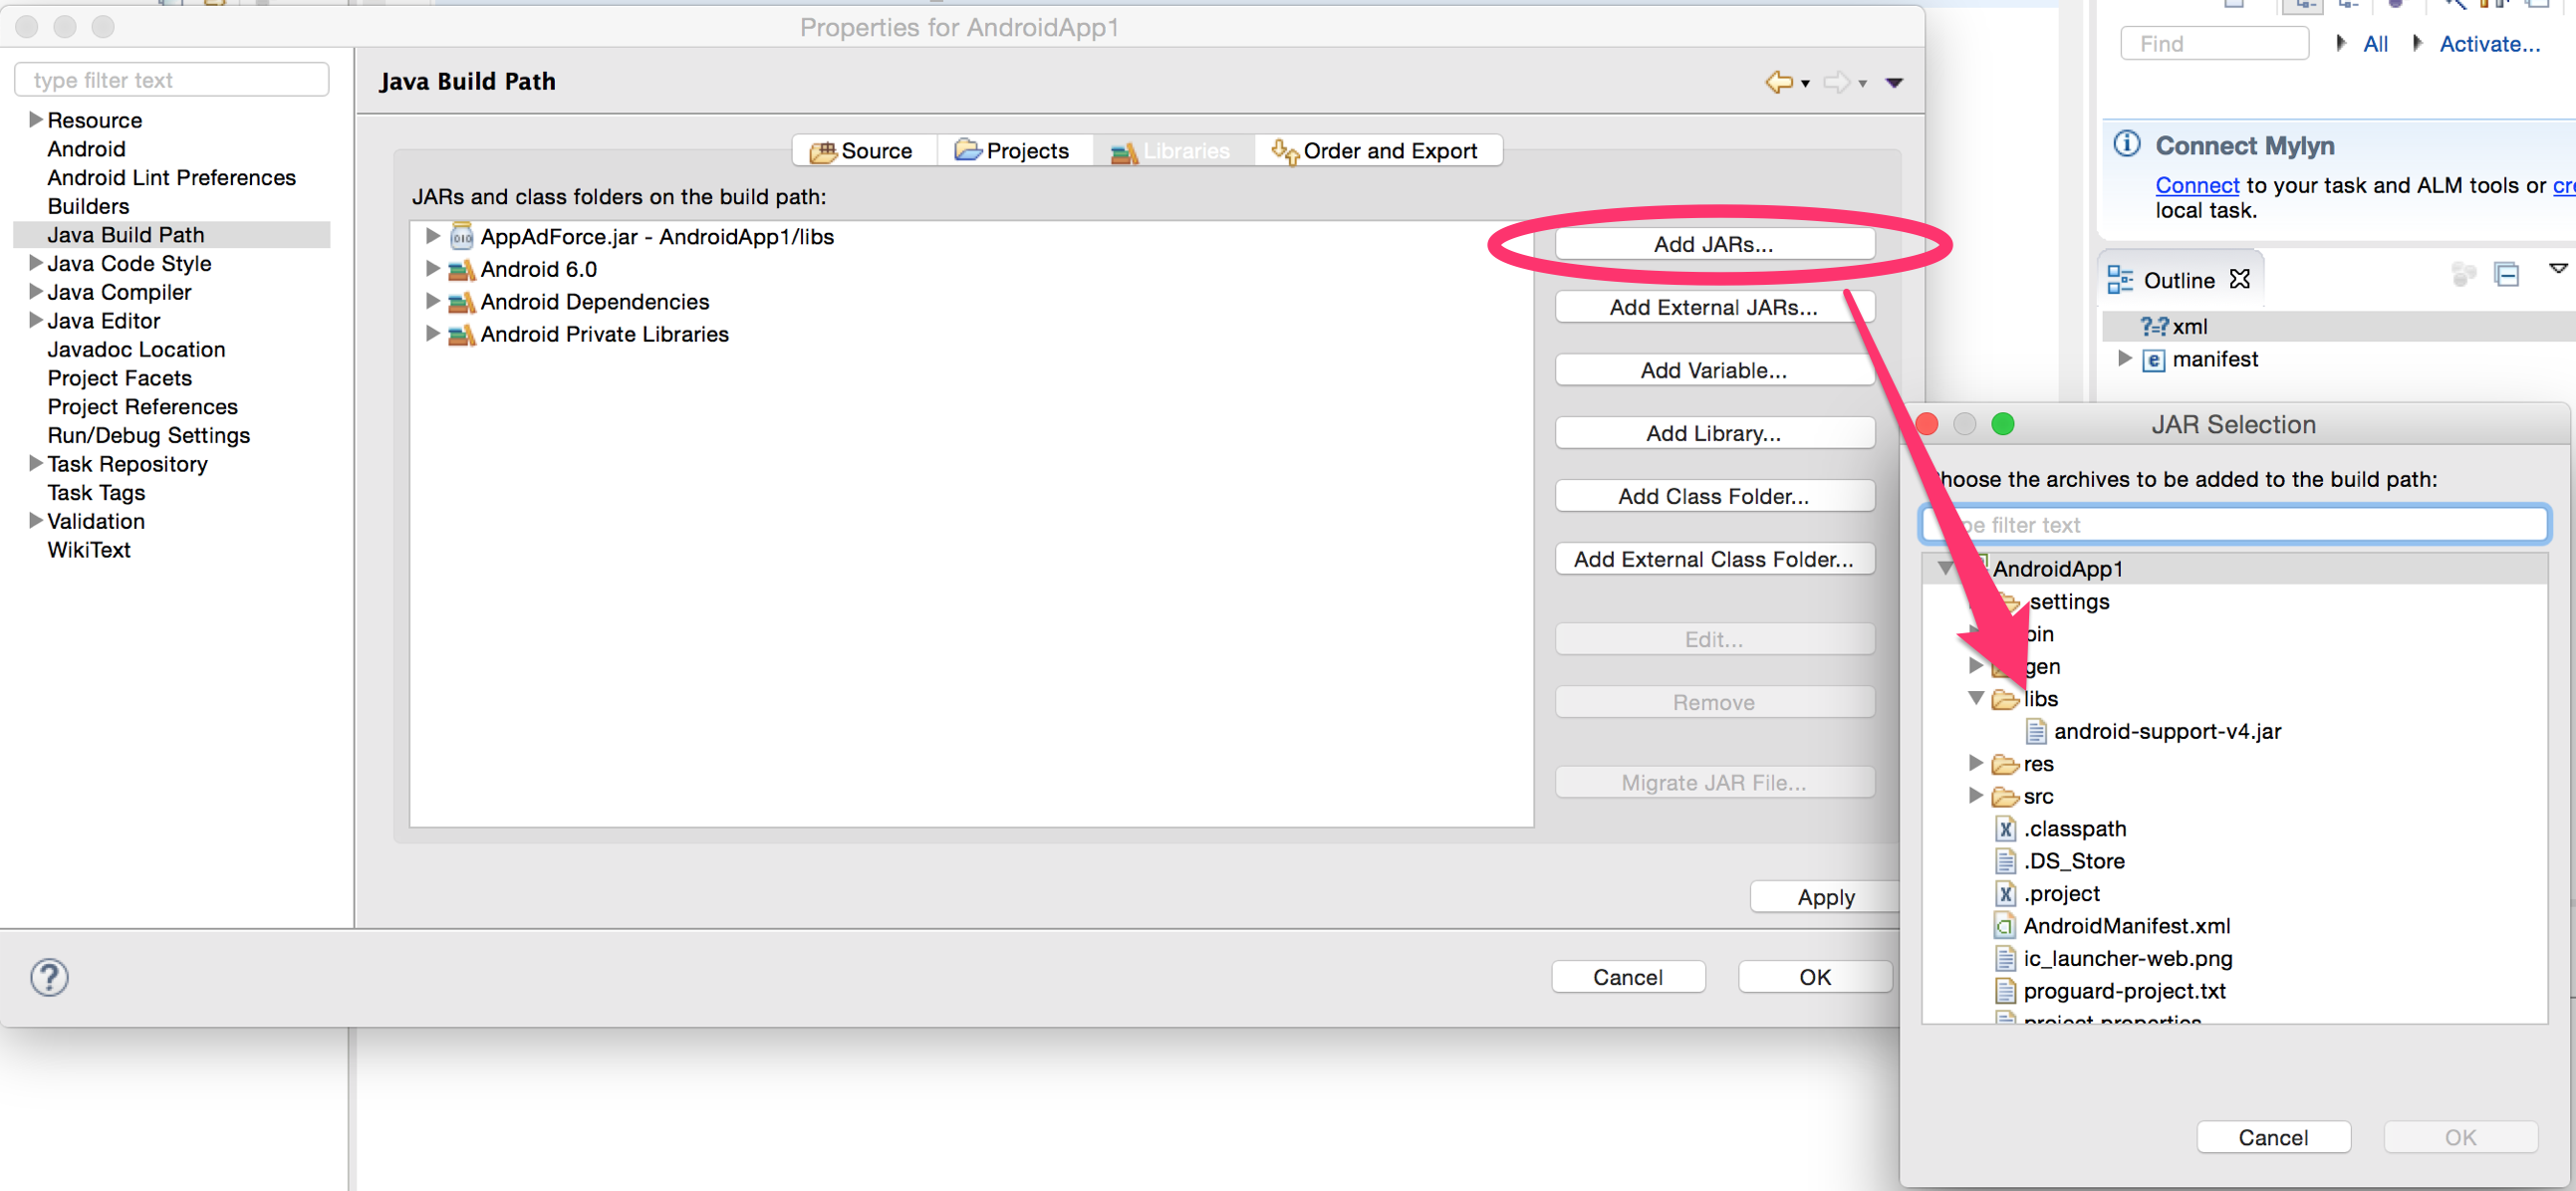 Properties for AndroidApp1
type filter text
Resource
Android
Android Lint Preferences
Builders
Java Build Path
Java Code Style
Java Compiler
Java Editor
Javadoc Location
Project Facets
Project References
Run/Debug Settings
Task Repository
Task Tags
Validation
WikiText
Java Build Path
Source
Projects
Libraries
Order and Export
JARs and class folders on the build path:
AppAdForce.jar - AndroidApp1/libs
Android 6.0
Android Dependencies
Android Private Libraries
Add JARs...
Add External JARs...
Add Variable...
Add Library...
Add Class Folder...
Add External Class Folder...
Edit...
Remove
Migrate JAR File...
Apply
Cancel
OK
Find
All
Activate...
Connect Mylyn
Connect to your task and ALM tools or
local task.
Outline
xml
manifest
JAR Selection
the archives to be added to the build path:
filter text
AndroidApp1
settings
bin
gen
libs
android-support-v4.jar
res
src
.classpath
.DS_Store
.project
AndroidManifest.xml
ic_launcher-web.png
proguard-project.txt
project.properties
Cancel
OK